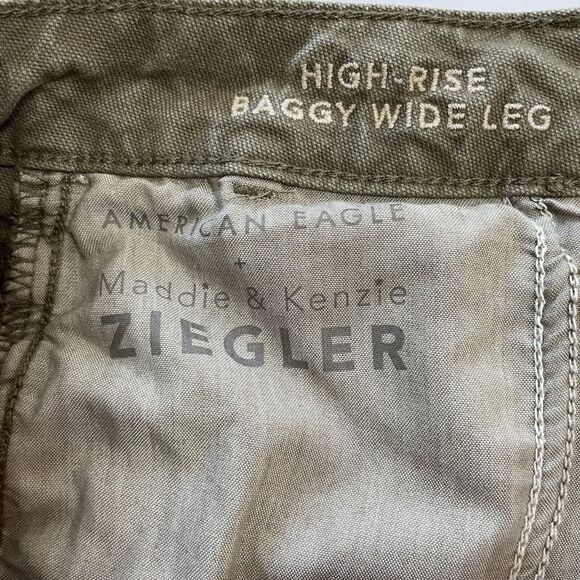 HIGH-RISE
BAGGY WIDE LEG
AMERICAN EAGLE
+
Maddie & Kenzie
ZIEGLER